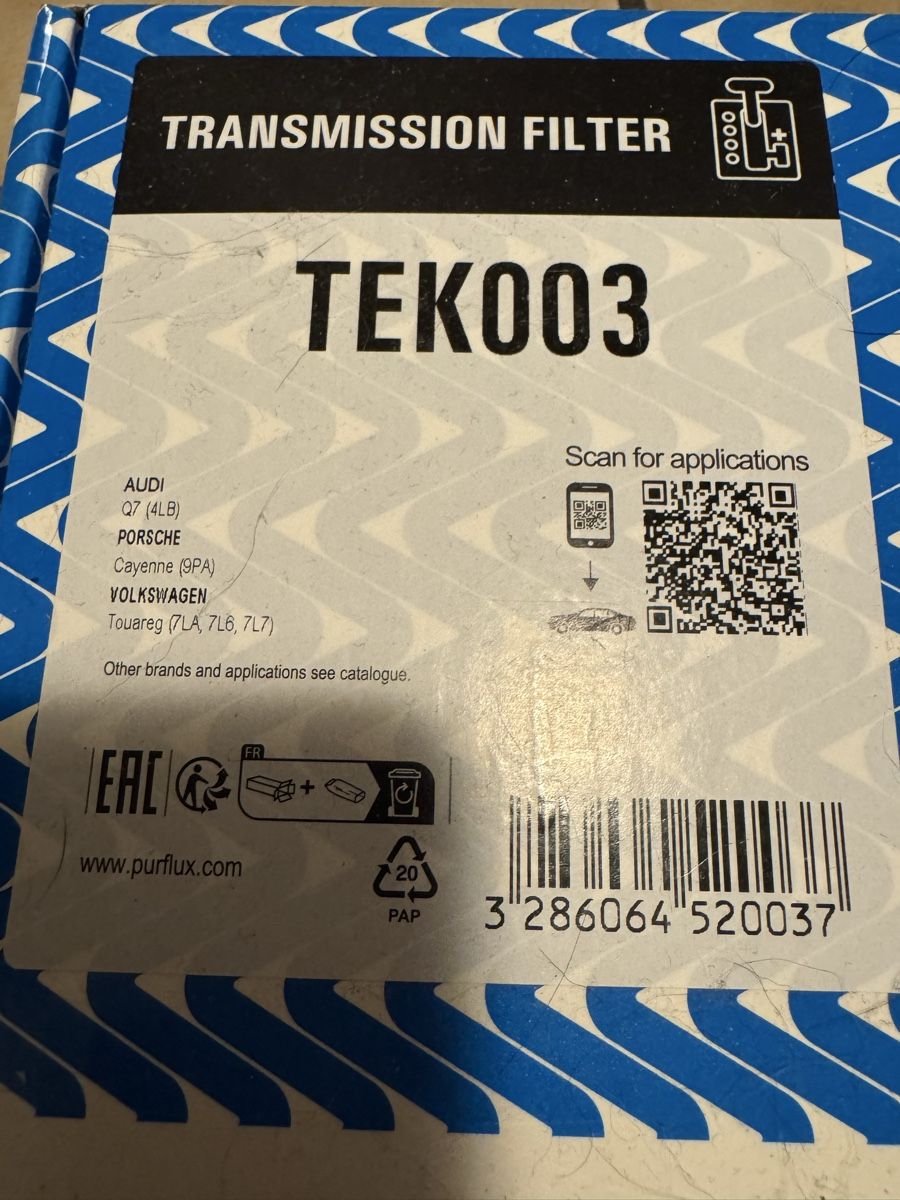 TRANSMISSION FILTER
TEK003
Scan for applications
AUDI
Q7 (4LB)
PORSCHE
Cayenne (9PA)
VOLKSWAGEN
Touareg (7LA, 7L6, 7L7)
Other brands and applications see catalogue.
EAC
FR
+
www.purflux.com
20
PAP
3 286064 520037